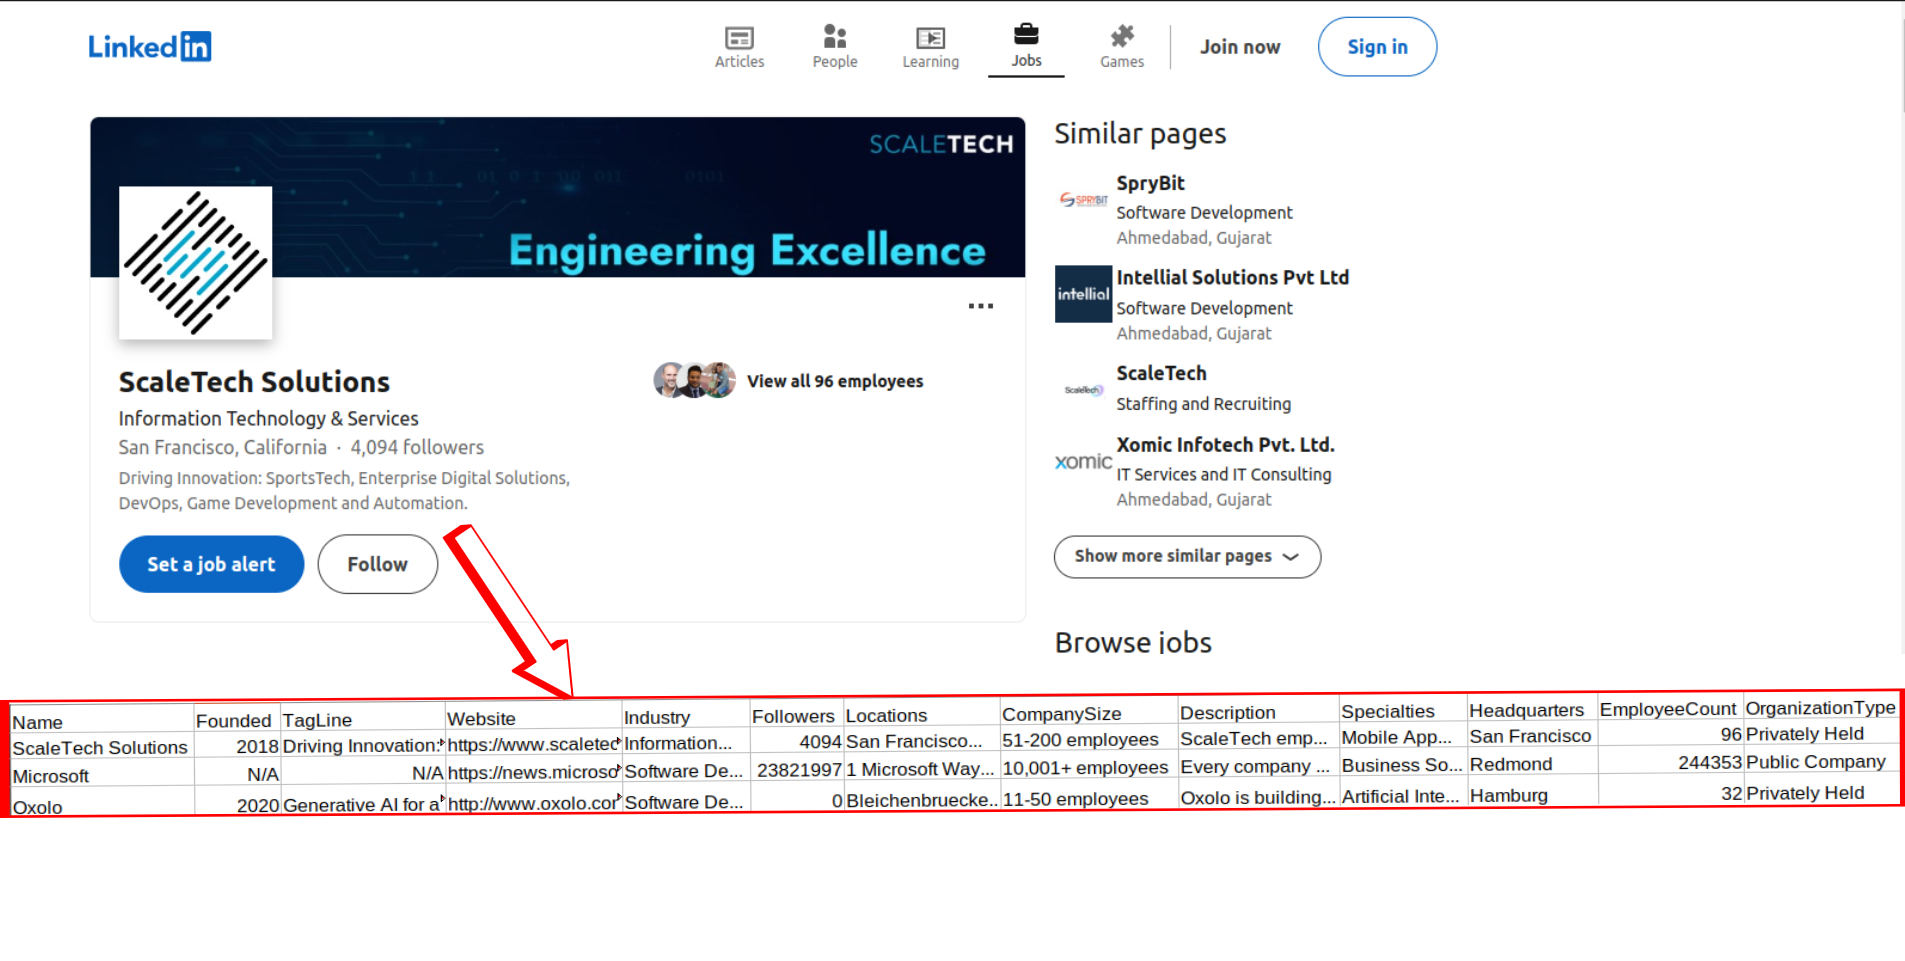 Linked in
Articles
People
Learning
Jobs
Games
Join now
Sign in
SCALETECH
Engineering Excellence
ScaleTech Solutions
Information Technology & Services
San Francisco, California · 4,094 followers
Driving Innovation: SportsTech, Enterprise Digital Solutions,
DevOps, Game Development and Automation.
View all 96 employees
Set a job alert
Follow
Similar pages
SPRYBIT
SpryBit
Software Development
Ahmedabad, Gujarat
intellial
Intellial Solutions Pvt Ltd
Software Development
Ahmedabad, Gujarat
ScaleTech
ScaleTech
Staffing and Recruiting
xomic
Xomic Infotech Pvt. Ltd.
IT Services and IT Consulting
Ahmedabad, Gujarat
Show more similar pages
Browse jobs
Name Founded TagLine Website Industry Followers Locations CompanySize Description Specialties Headquarters EmployeeCount OrganizationType
ScaleTech Solutions 2018 Driving Innovation: https://www.scaletec Information... 4094 San Francisco... 51-200 employees ScaleTech emp... Mobile App... San Francisco 96 Privately Held
Microsoft N/A N/A https://news.microso Software De... 23821997 1 Microsoft Way... 10,001+ employees Every company ... Business So... Redmond 244353 Public Company
Oxolo 2020 Generative AI for a http://www.oxolo.cor Software De... 0 Bleichenbruecke.. 11-50 employees Oxolo is building... Artificial Inte... Hamburg 32 Privately Held